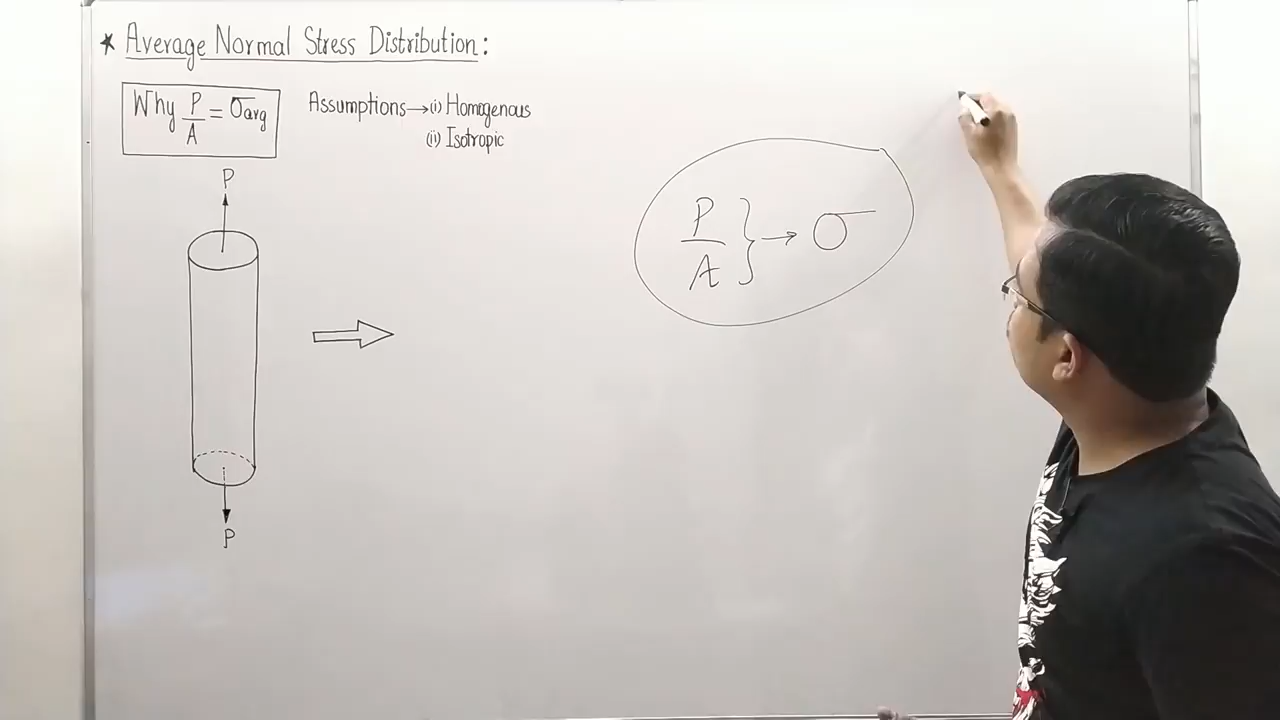 ★ Average Normal Stress Distribution:
Why P/A = σavg
Assumptions→(i) Homogenous
(ii) Isotropic
P
P/A } → σ
P